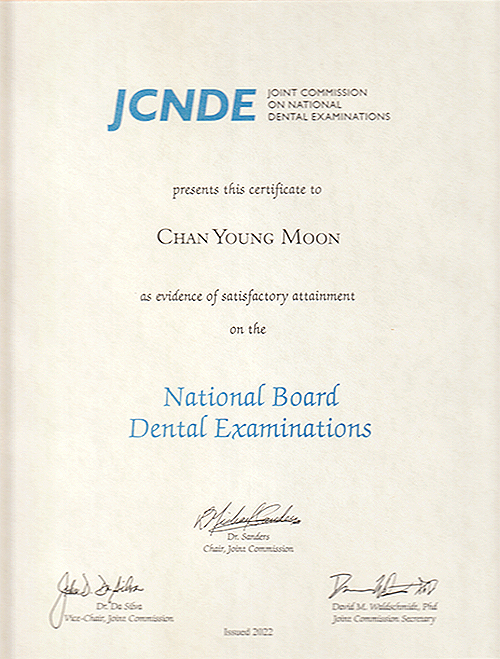 JCNDE
JOINT COMMISSION
ON NATIONAL
DENTAL EXAMINATIONS
presents this certificate to
CHAN YOUNG MOON
as evidence of satisfactory attainment
on the
National Board
Dental Examinations
Dr. Sanders
Chair, Joint Commission
Dr. Da Silva
Vice-Chair, Joint Commission
David M. Waldschmidt, Phd
Joint Commission Secretary
Issued 2022